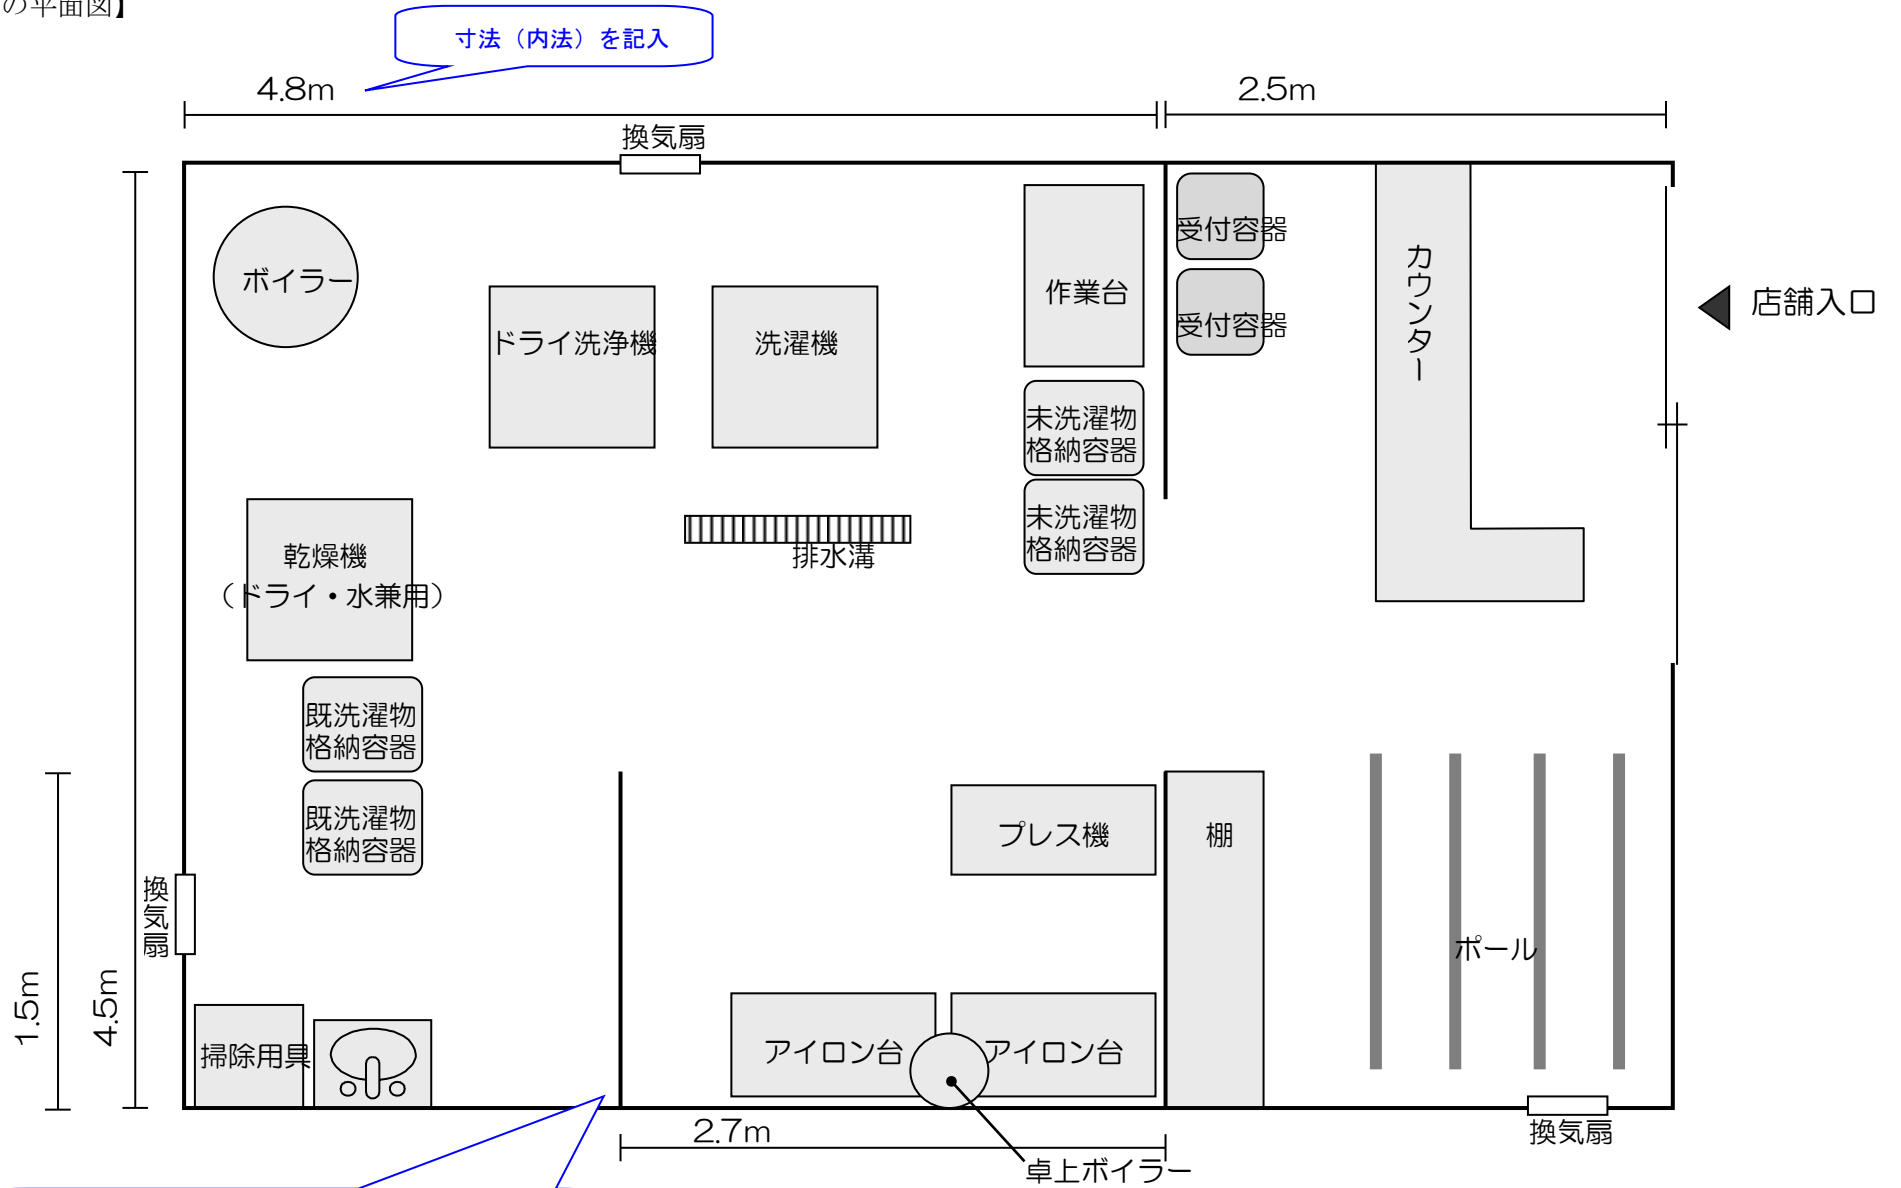 の平面図】
寸法（内法）を記入
4.8m
2.5m
換気扇
ボイラー
ドライ洗浄機
洗濯機
作業台
受付容器
受付容器
カウンター
店舗入口
未洗濯物
格納容器
未洗濯物
格納容器
排水溝
乾燥機
（ドライ・水兼用）
既洗濯物
格納容器
既洗濯物
格納容器
換気扇
1.5m
4.5m
プレス機
棚
ポール
掃除用具
アイロン台
アイロン台
2.7m
卓上ボイラー
換気扇